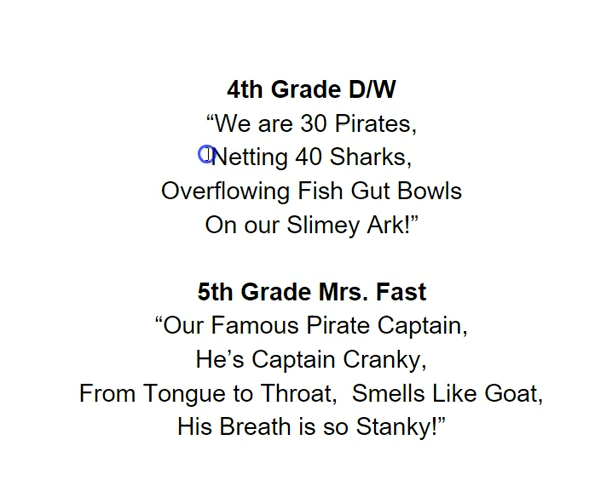 4th Grade D/W
“We are 30 Pirates,
Netting 40 Sharks,
Overflowing Fish Gut Bowls
On our Slimey Ark!”
5th Grade Mrs. Fast
“Our Famous Pirate Captain,
He’s Captain Cranky,
From Tongue to Throat,  Smells Like Goat,
His Breath is so Stanky!”